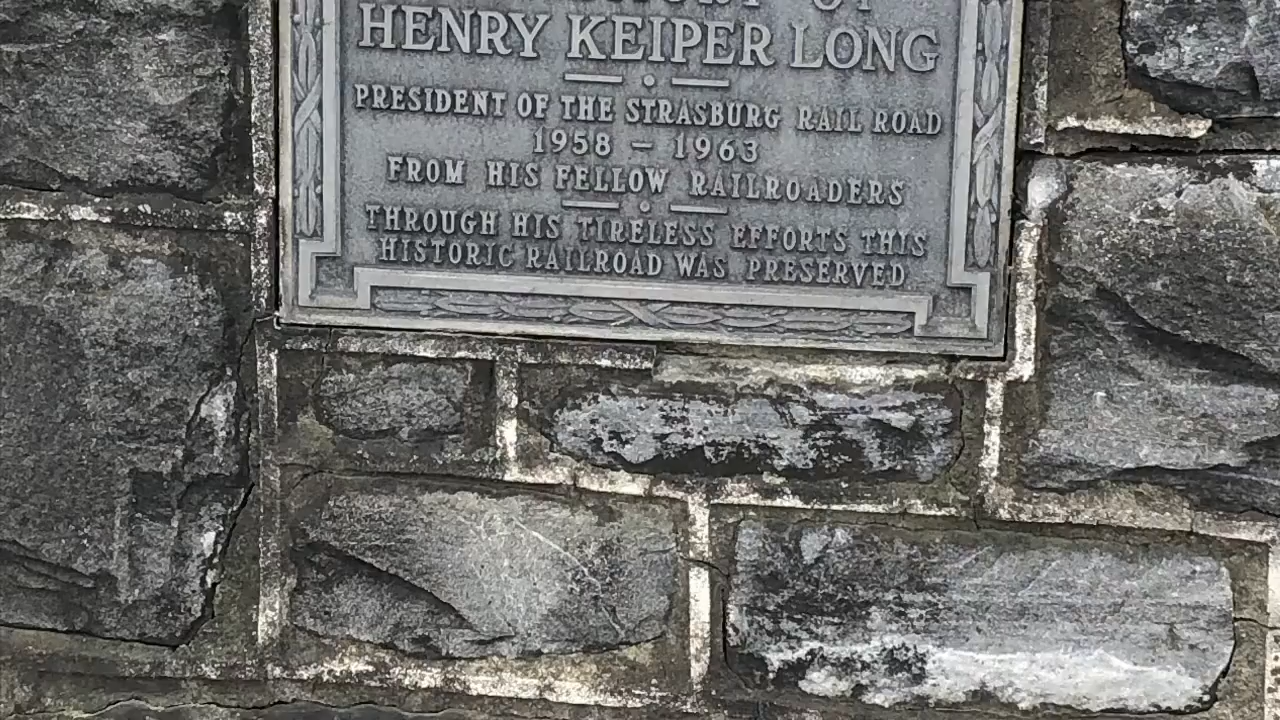 HENRY KEIPER LONG
PRESIDENT OF THE STRASBURG RAIL ROAD
1958 — 1963
FROM HIS FELLOW RAILROADERS
THROUGH HIS TIRELESS EFFORTS THIS
HISTORIC RAILROAD WAS PRESERVED